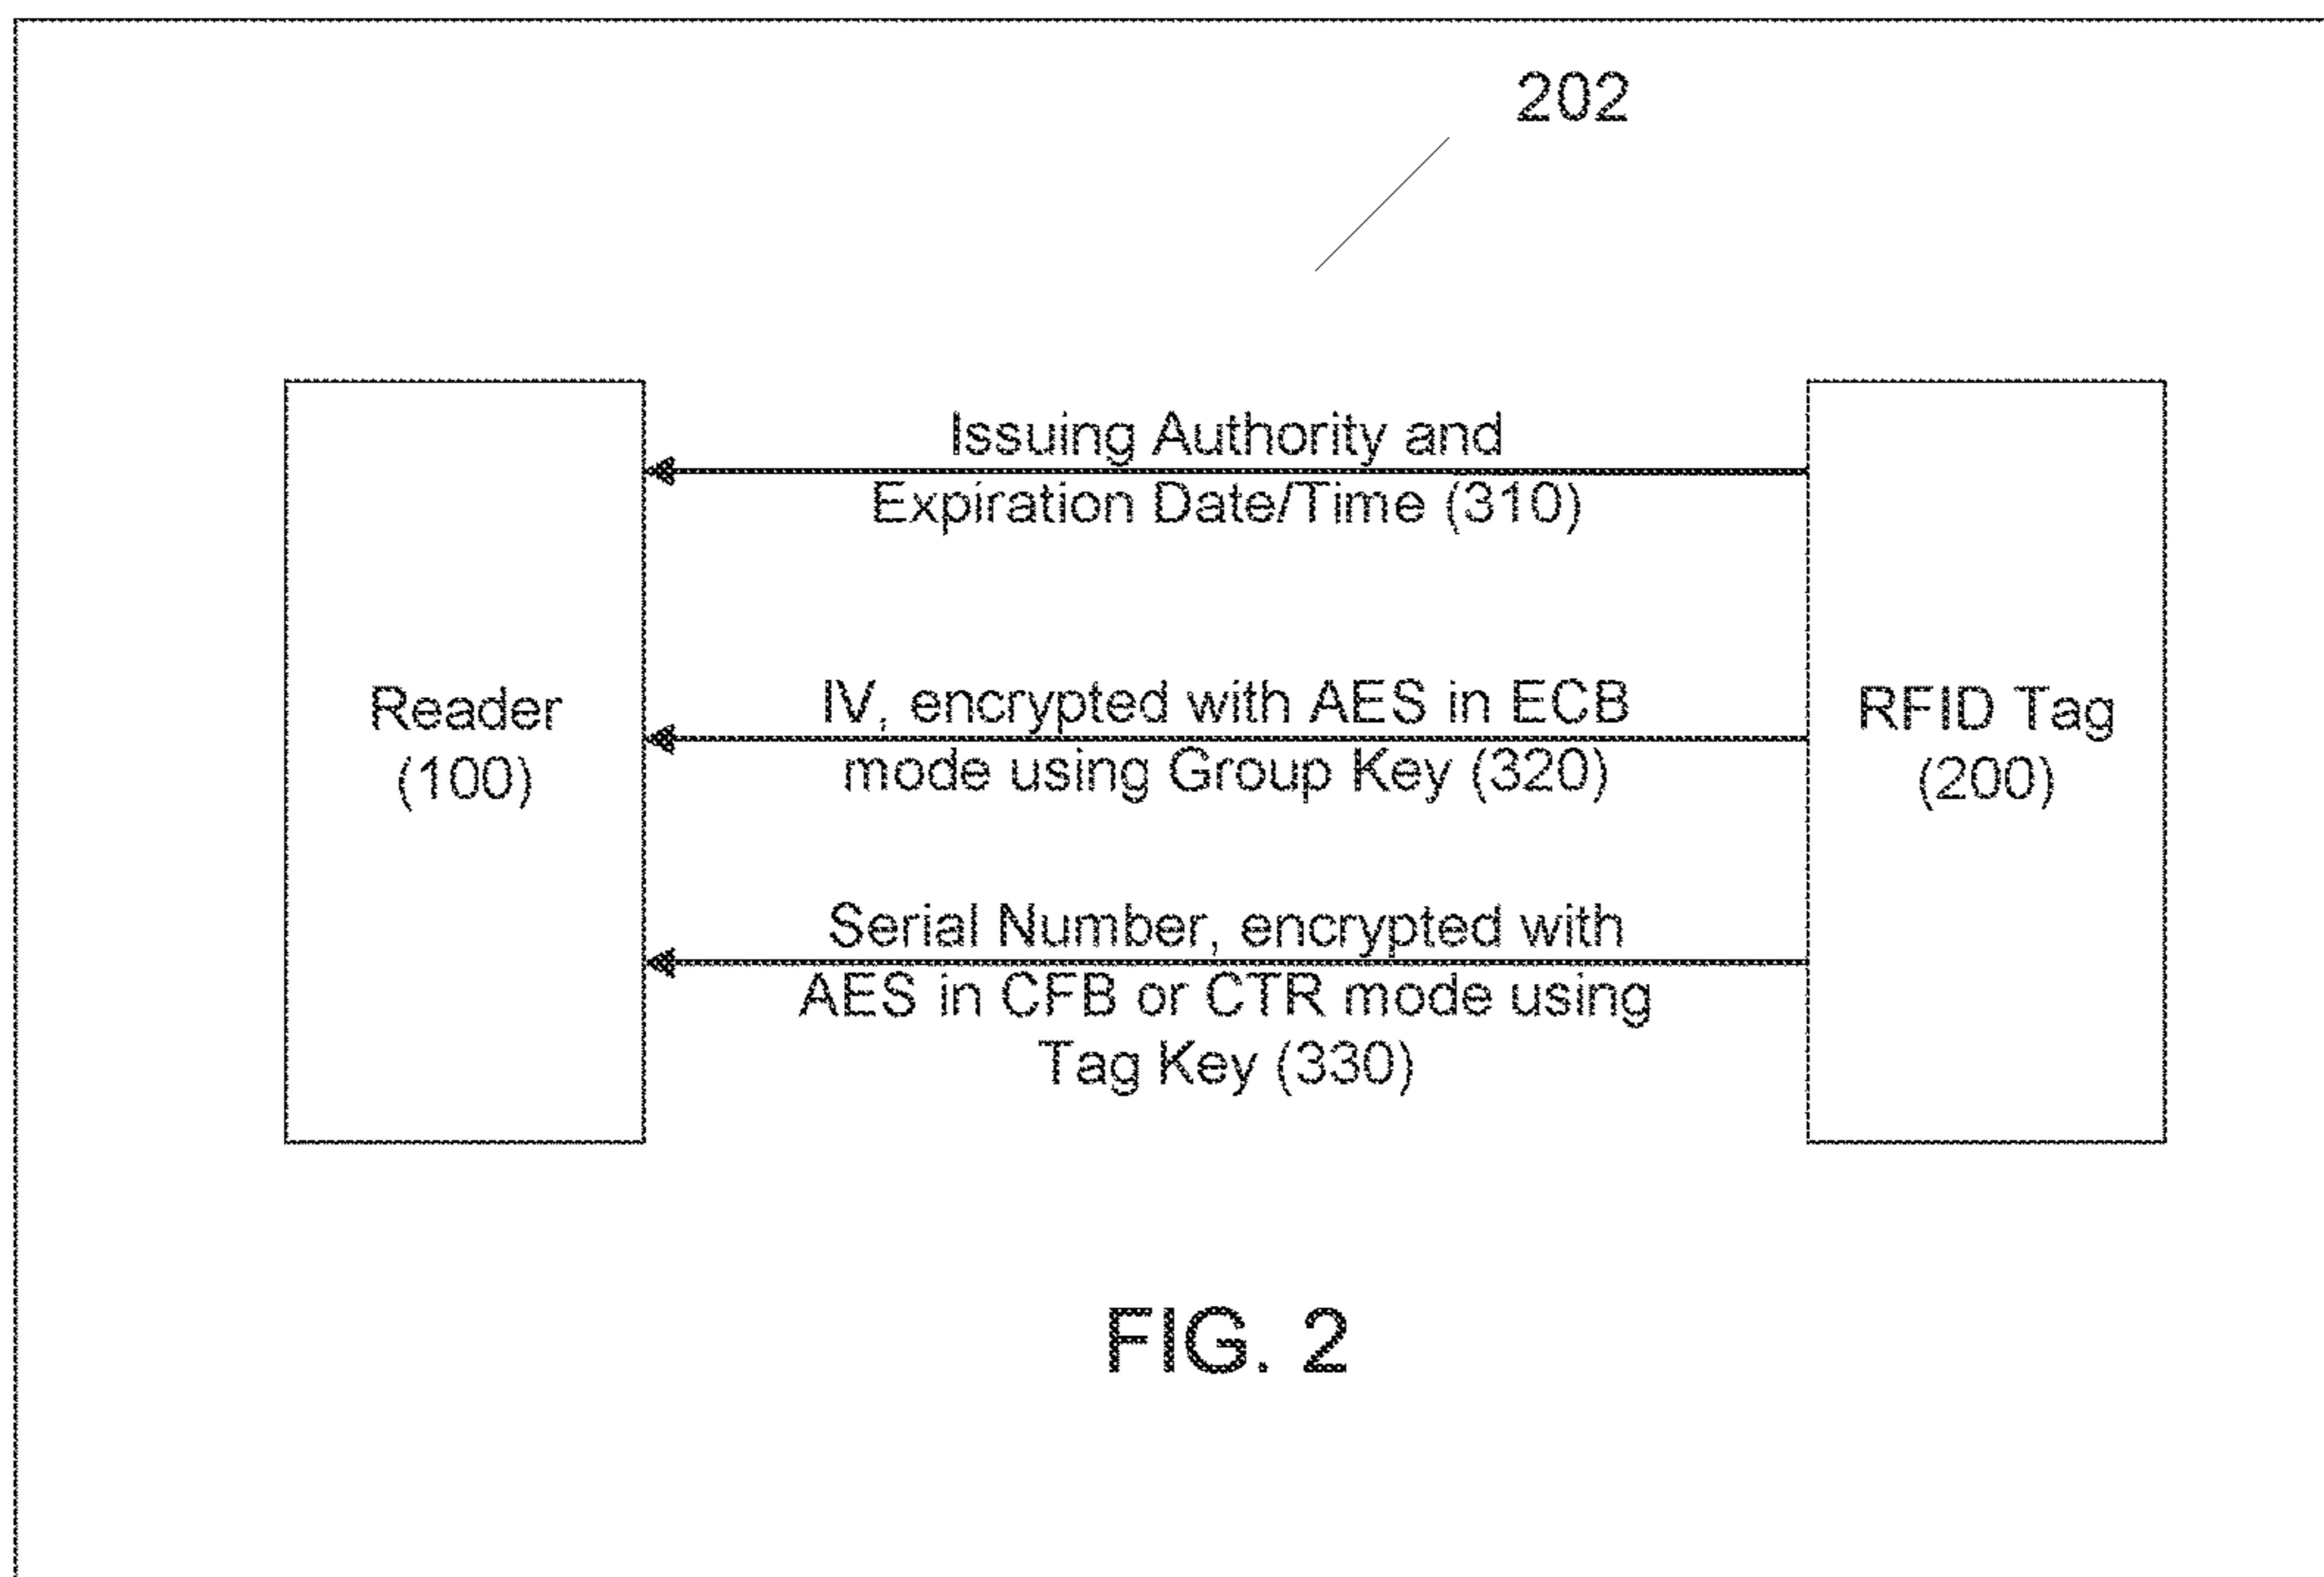 202
Issuing Authority and
Expiration Date/Time (310)
Reader
(100)
IV, encrypted with AES in ECB
mode using Group Key (320)
RFID Tag
(200)
Serial Number, encrypted with
AES in CFB or CTR mode using
Tag Key (330)
FIG. 2